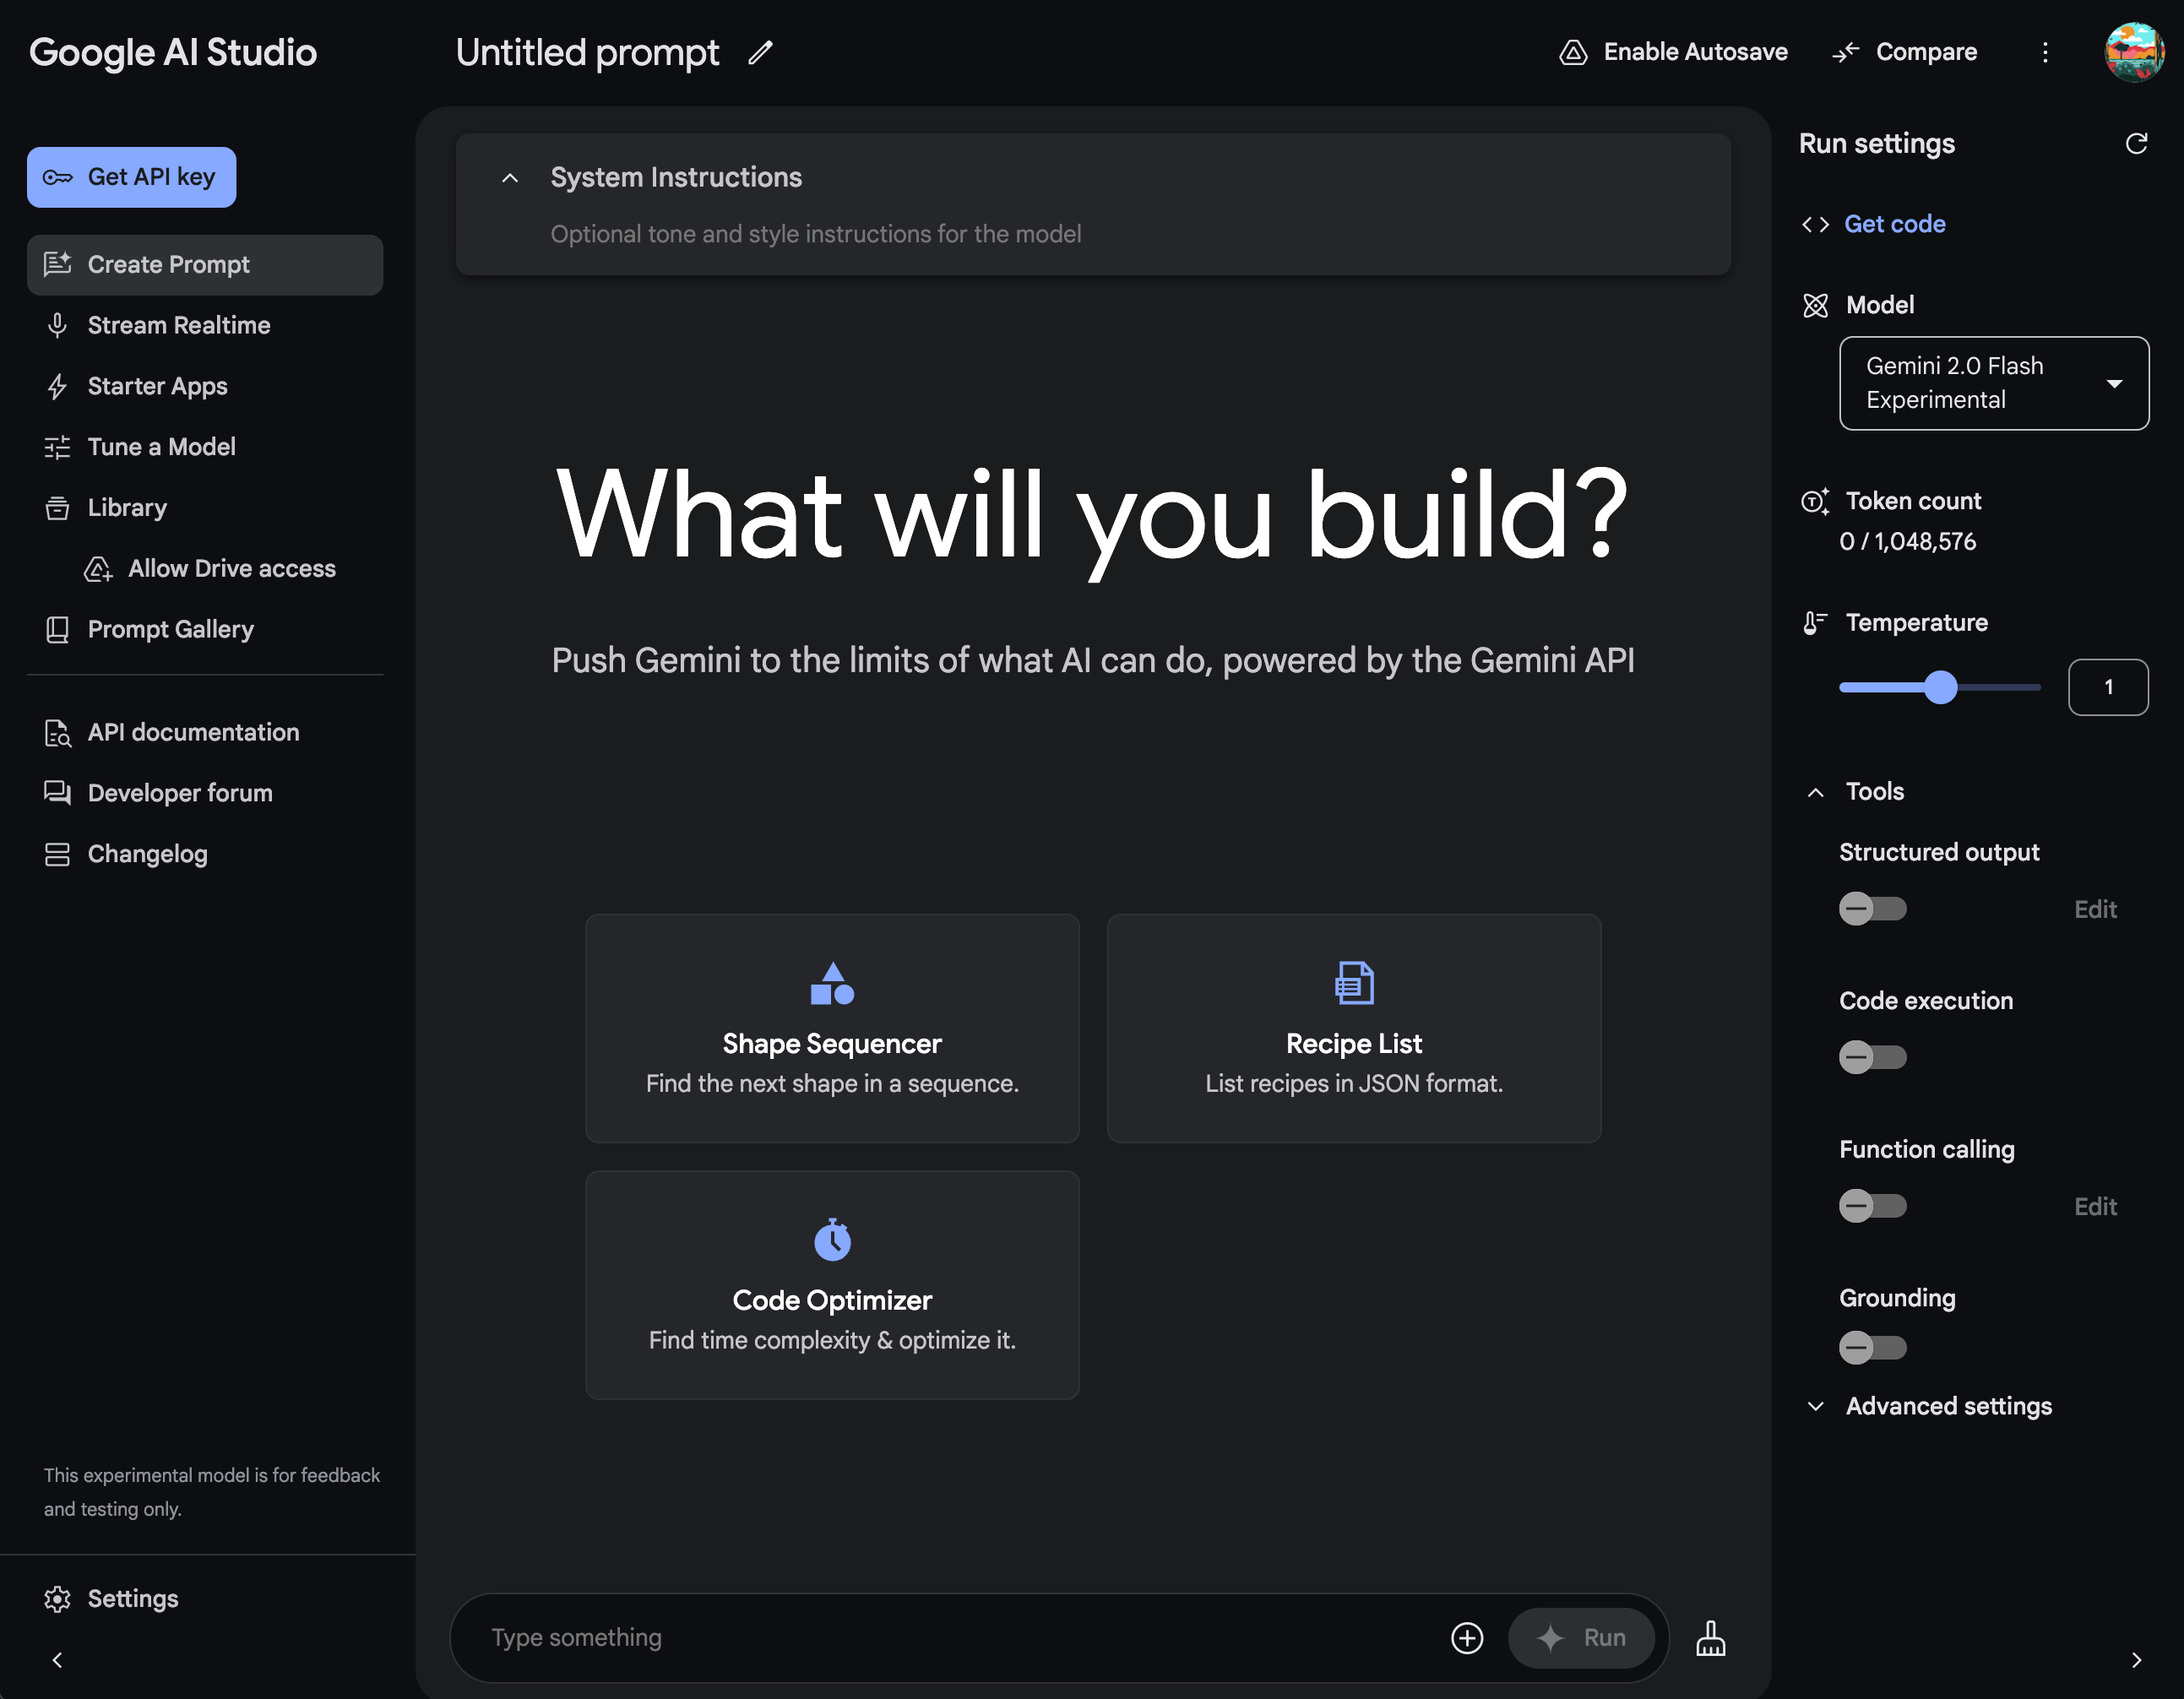 Google AI Studio
Untitled prompt
Enable Autosave
Compare
Get API key
Create Prompt
Stream Realtime
Starter Apps
Tune a Model
Library
Allow Drive access
Prompt Gallery
API documentation
Developer forum
Changelog
This experimental model is for feedback
and testing only.
Settings
System Instructions
Optional tone and style instructions for the model
What will you build?
Push Gemini to the limits of what AI can do, powered by the Gemini API
Shape Sequencer
Find the next shape in a sequence.
Recipe List
List recipes in JSON format.
Code Optimizer
Find time complexity & optimize it.
Type something
Run
Run settings
Get code
Model
Gemini 2.0 Flash
Experimental
Token count
0 / 1,048,576
Temperature
1
Tools
Structured output
Edit
Code execution
Function calling
Edit
Grounding
Advanced settings